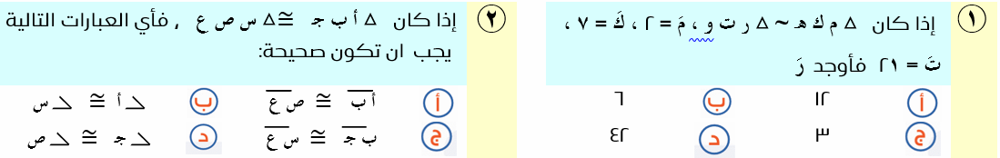 ١ إذا كان △ م ك هـ ~ △ ر ت و ، مَ = ٢ ، كَ = ٧ ،
تَ = ٢١ فأوجد رَ
أ ١٢ ب ٦
ج ٣ د ٤٢
٢ إذا كان △ أ ب جـ ≅ △ س ص ع ، فأي العبارات التالية
يجب ان تكون صحيحة:
أ أب ≅ ص ع ب ∠أ ≅ ∠س
ج ب جـ ≅ س ع د ∠جـ ≅ ∠ص